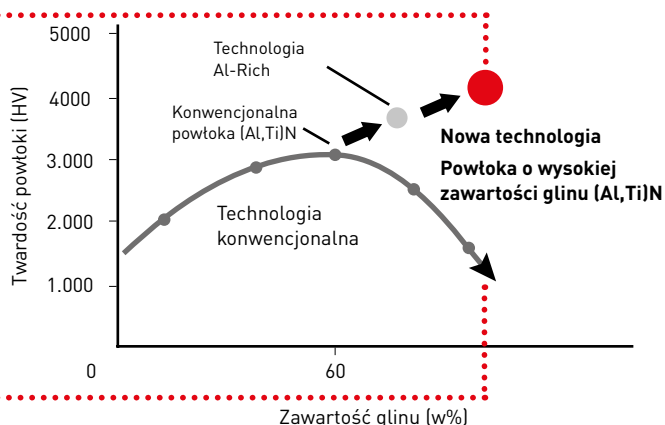 Twardość powłoki (HV)
5000
4000
3.000
2.000
1.000
0
60
Zawartość glinu (w%)
Technologia
Al-Rich
Konwencjonalna
powłoka (Al,Ti)N
Technologia
konwencjonalna
Nowa technologia
Powłoka o wysokiej
zawartości glinu (Al,Ti)N